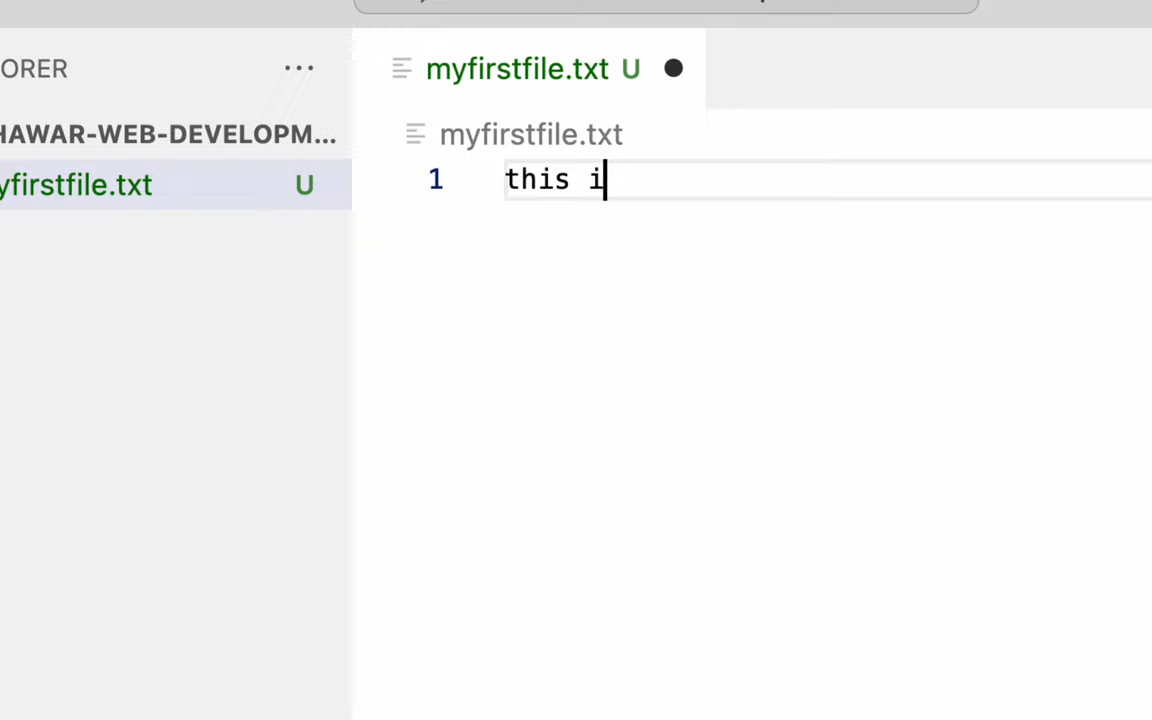 ORER ...
myfirstfile.txt U
HAWAR-WEB-DEVELOPM...
myfirstfile.txt
yfirstfile.txt U
1 this i